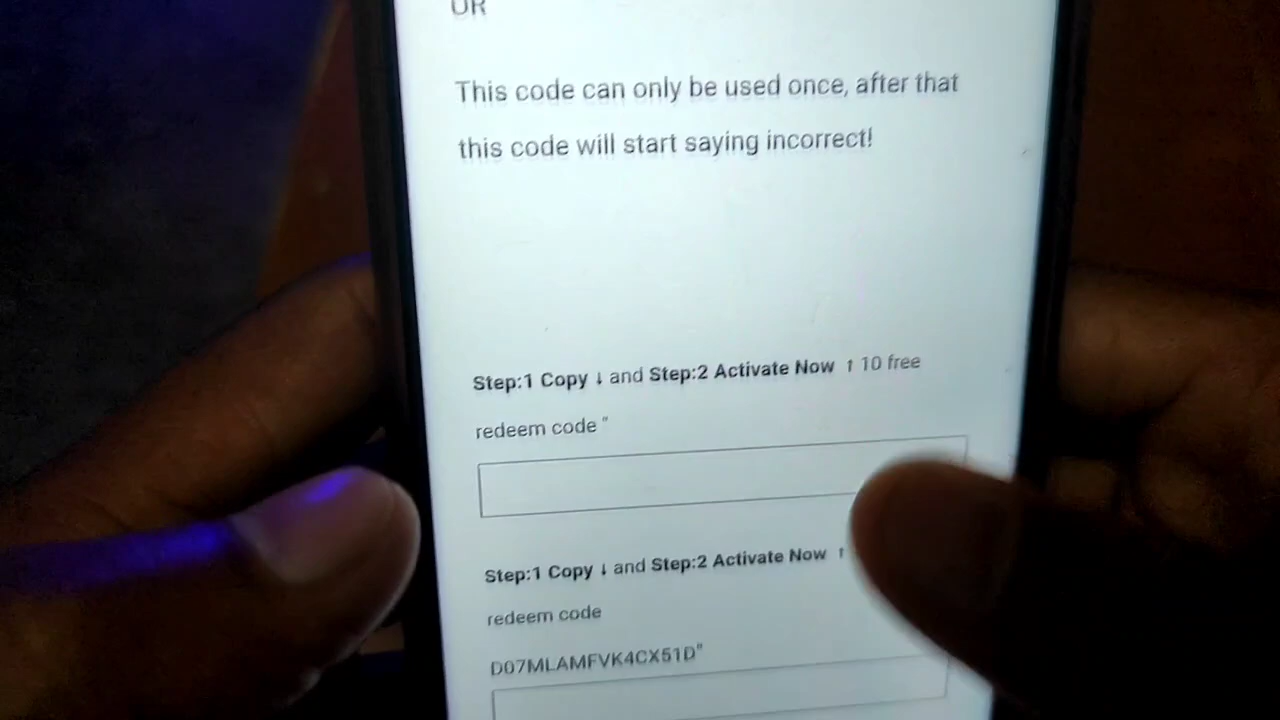 OR
This code can only be used once, after that
this code will start saying incorrect!
Step:1 Copy ↓ and Step:2 Activate Now ↑ 10 free
redeem code "
Step:1 Copy ↓ and Step:2 Activate Now ↑
redeem code
D07MLAMFVK4CX51D"